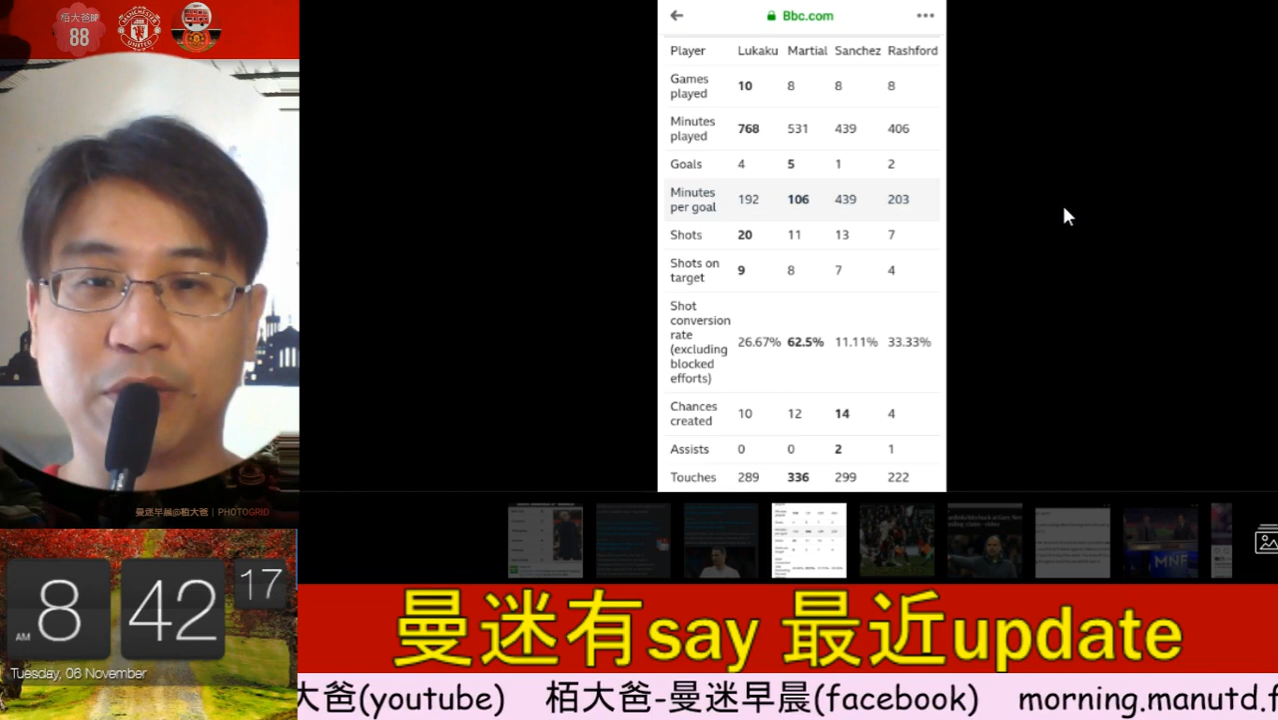 栢大爸
88
MANCHESTER
UNITED
Bbc.com
Player Lukaku Martial Sanchez Rashford
Games played 10 8 8 8
Minutes played 768 531 439 406
Goals 4 5 1 2
Minutes per goal 192 106 439 203
Shots 20 11 13 7
Shots on target 9 8 7 4
Shot conversion rate (excluding blocked efforts) 26.67% 62.5% 11.11% 33.33%
Chances created 10 12 14 4
Assists 0 0 2 1
Touches 289 336 299 222
曼迷早晨@栢大爸 | PHOTOGRID
MNF
AM 8 42 17
Tuesday, 06 November
曼迷有say 最近update
大爸(youtube) 栢大爸-曼迷早晨(facebook) morning.manutd.f